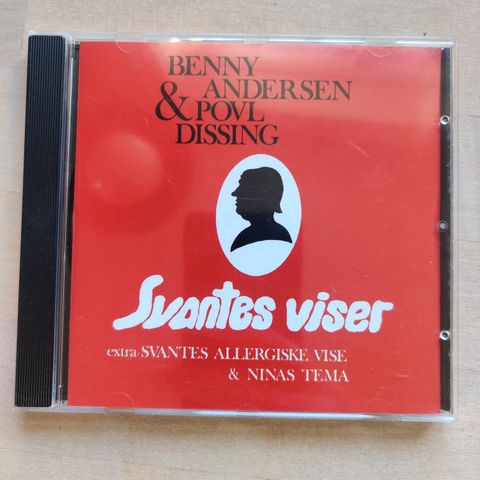 BENNY
ANDERSEN
& POVL
DISSING
Svantes viser
extra: SVANTES ALLERGISKE VISE
& NINAS TEMA